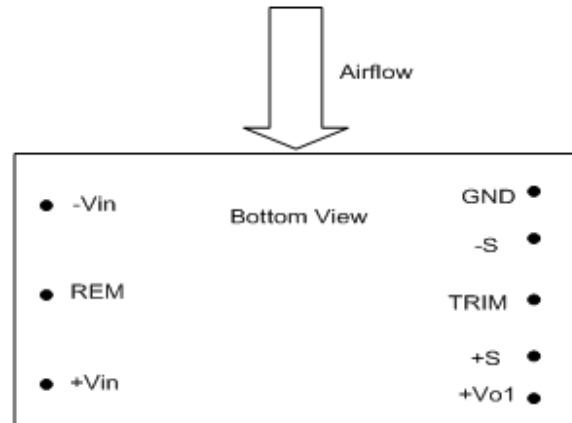 Airflow
-Vin
Bottom View
GND
-S
REM
TRIM
+S
+Vin
+Vo1